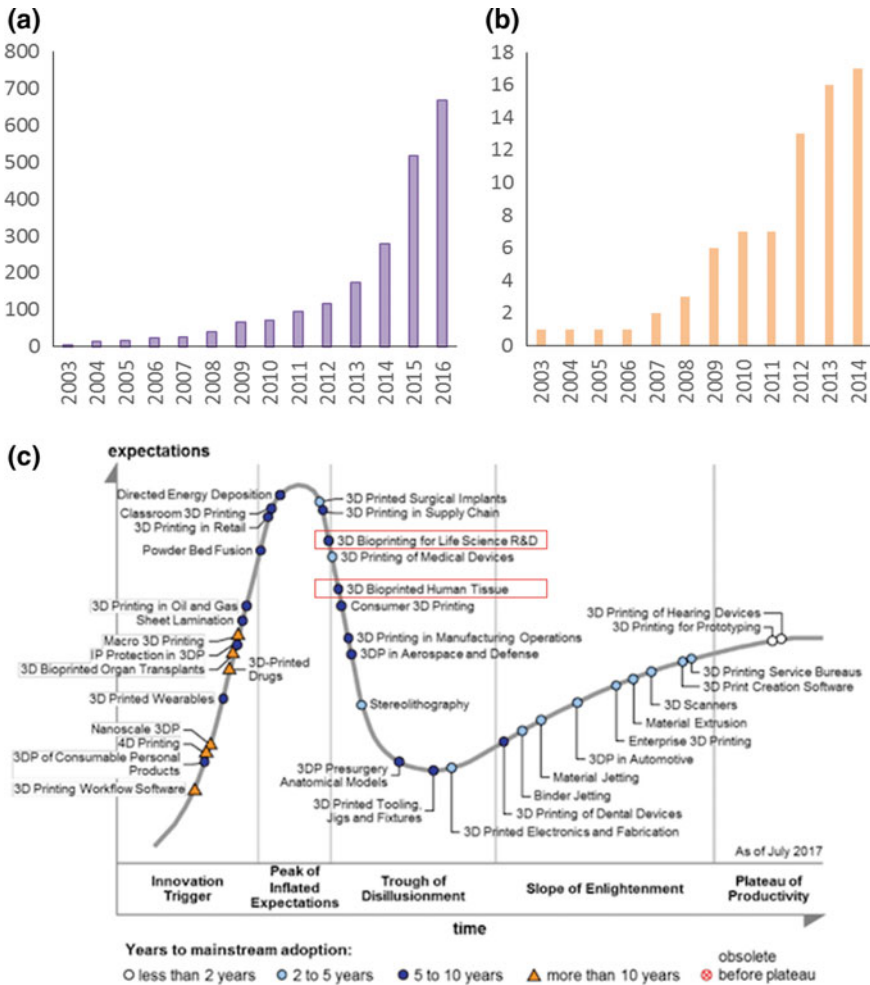 (a)
800
700
600
500
400
300
200
100
0
2003 2004 2005 2006 2007 2008 2009 2010 2011 2012 2013 2014 2015 2016
(b)
18
16
14
12
10
8
6
4
2
0
2003 2004 2005 2006 2007 2008 2009 2010 2011 2012 2013 2014
(c)
expectations
Directed Energy Deposition
Classroom 3D Printing
3D Printing in Retail
Powder Bed Fusion
3D Printing in Oil and Gas
Sheet Lamination
Macro 3D Printing
IP Protection in 3DP
3D Bioprinted Organ Transplants
3D-Printed
Drugs
3D Printed Wearables
Nanoscale 3DP
4D Printing
3DP of Consumable Personal
Products
3D Printing Workflow Software
3D Printed Surgical Implants
3D Printing in Supply Chain
3D Bioprinting for Life Science R&D
3D Printing of Medical Devices
3D Bioprinted Human Tissue
Consumer 3D Printing
3D Printing in Manufacturing Operations
3DP in Aerospace and Defense
Stereolithography
3DP Presurgery
Anatomical Models
3D Printed Tooling,
Jigs and Fixtures
3D Printed Electronics and Fabrication
3D Printing of Dental Devices
Binder Jetting
Material Jetting
3DP in Automotive
Enterprise 3D Printing
Material Extrusion
3D Scanners
3D Print Creation Software
3D Printing Service Bureaus
3D Printing of Hearing Devices
3D Printing for Prototyping
As of July 2017
Innovation
Trigger
Peak of
Inflated
Expectations
Trough of
Disillusionment
Slope of Enlightenment
Plateau of
Productivity
time
Years to mainstream adoption:
less than 2 years
2 to 5 years
5 to 10 years
more than 10 years
obsolete
before plateau